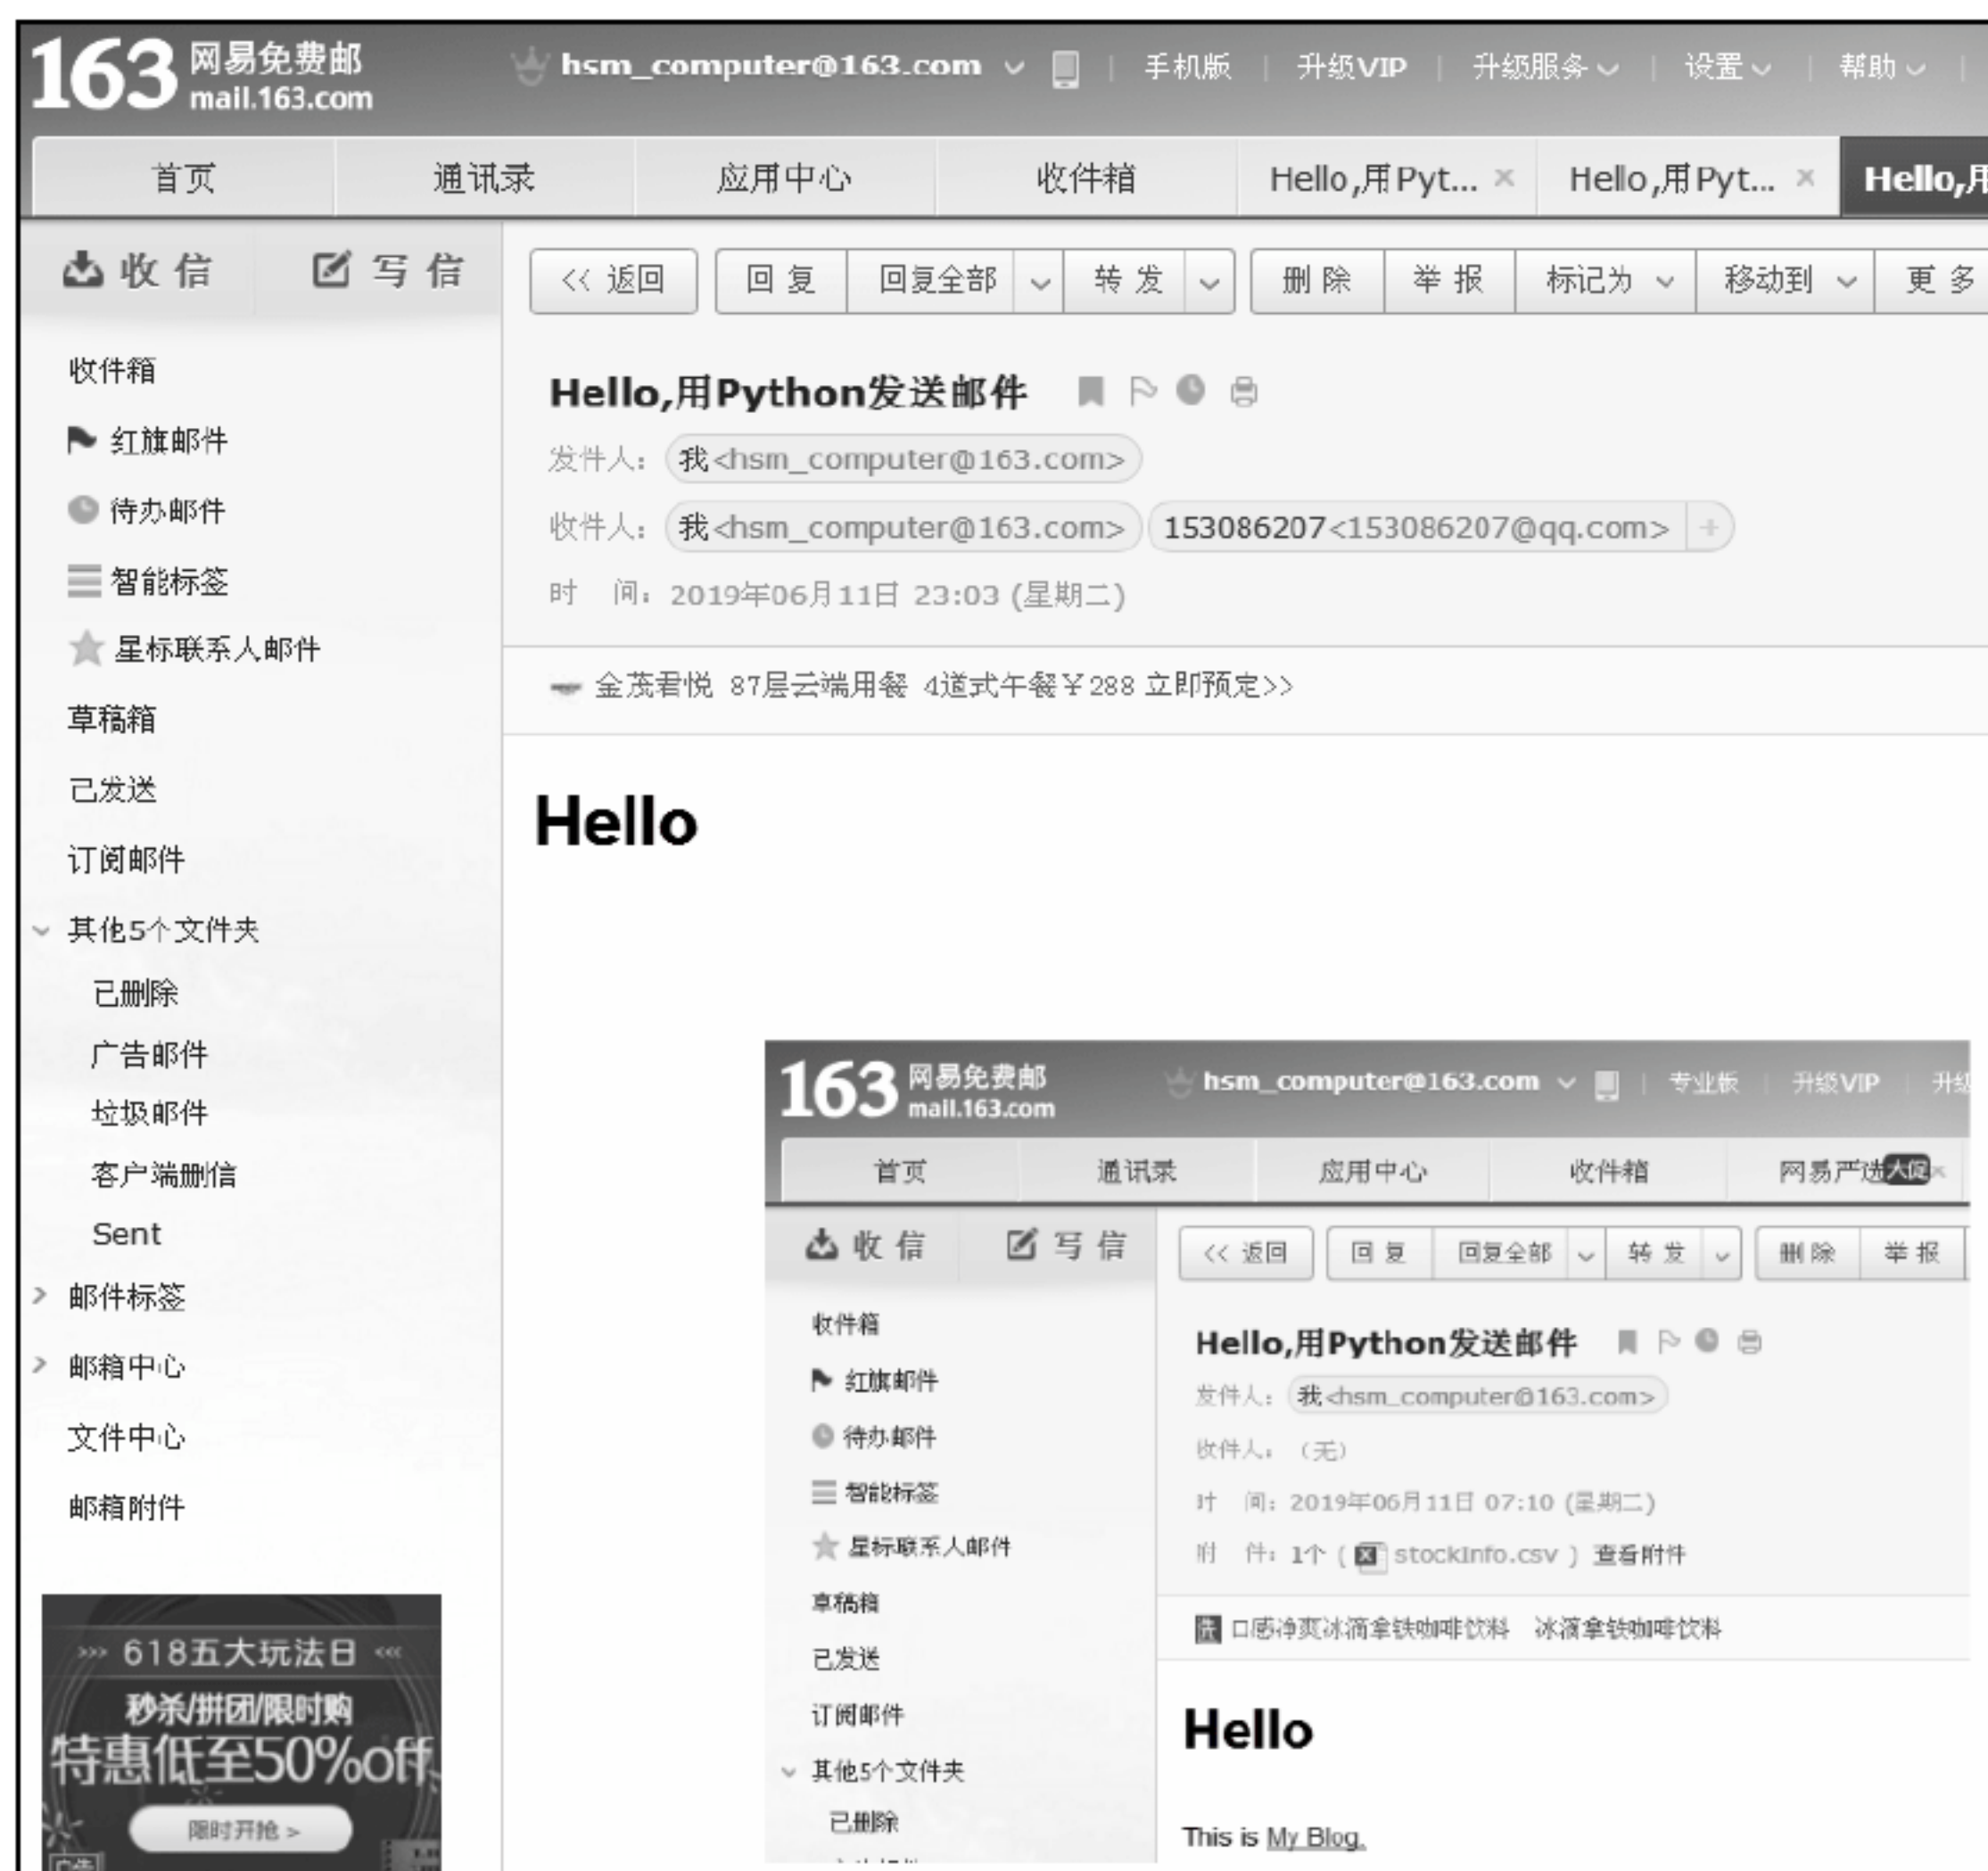 163 网易免费邮
mail.163.com
hsm_computer@163.com 手机版 升级VIP 升级服务 设置 帮助
首页 通讯录 应用中心 收件箱 Hello,用Pyt... × Hello,用Pyt... × Hello,用
收 信 写 信
<< 返回 回 复 回复全部 转 发 删 除 举 报 标记为 移动到 更 多
收件箱
红旗邮件
待办邮件
智能标签
星标联系人邮件
草稿箱
已发送
订阅邮件
其他5个文件夹
已删除
广告邮件
垃圾邮件
客户端删信
Sent
邮件标签
邮箱中心
文件中心
邮箱附件
>>> 618五大玩法日 <<<
秒杀/拼团/限时购
特惠低至50%off
限时开抢 >
广告
Hello,用Python发送邮件
发件人： 我<hsm_computer@163.com>
收件人： 我<hsm_computer@163.com> 153086207<153086207@qq.com> +
时 间： 2019年06月11日 23:03 (星期二)
金茂君悦 87层云端用餐 4道式午餐￥288 立即预定>>
Hello
163 网易免费邮
mail.163.com
hsm_computer@163.com 专业版 升级VIP 升级
首页 通讯录 应用中心 收件箱 网易严选 大促 ×
收 信 写 信
<< 返回 回 复 回复全部 转 发 删 除 举 报
收件箱
红旗邮件
待办邮件
智能标签
星标联系人邮件
草稿箱
已发送
订阅邮件
其他5个文件夹
已删除
Hello,用Python发送邮件
发件人： 我<hsm_computer@163.com>
收件人： （无）
时 间： 2019年06月11日 07:10 (星期二)
附 件： 1个 ( stockInfo.csv ) 查看附件
口感净爽冰滴拿铁咖啡饮料 冰滴拿铁咖啡饮料
Hello
This is My Blog.